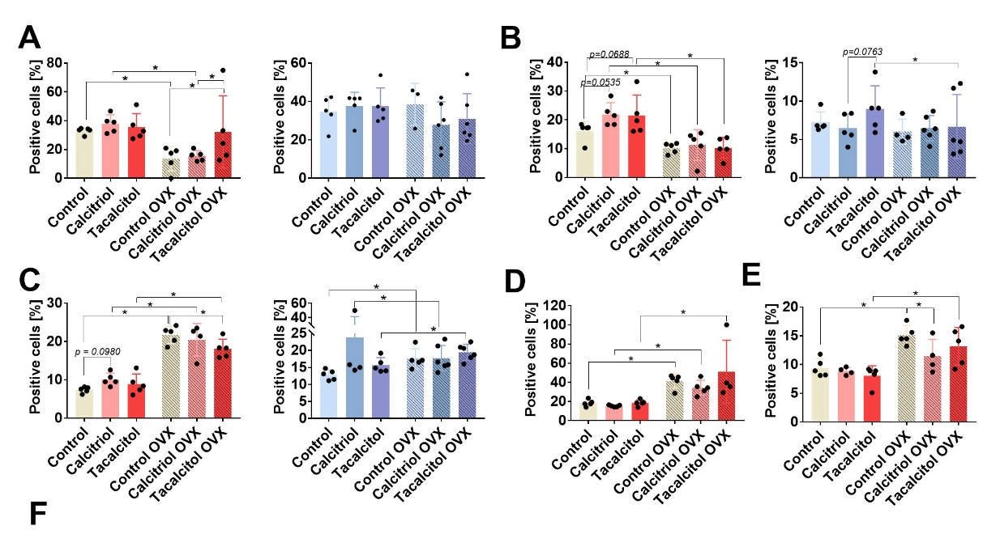 A
Positive cells [%]
80
60
40
20
0
*
*
*
*
Control
Calcitriol
Tacalcitol
Control OVX
Calcitriol OVX
Tacalcitol OVX
Positive cells [%]
60
40
20
0
Control
Calcitriol
Tacalcitol
Control OVX
Calcitriol OVX
Tacalcitol OVX
B
Positive cells [%]
40
30
20
10
0
p=0.0688
*
*
*
p=0.0535
Control
Calcitriol
Tacalcitol
Control OVX
Calcitriol OVX
Tacalcitol OVX
Positive cells [%]
15
10
5
0
p=0.0763
*
Control
Calcitriol
Tacalcitol
Control OVX
Calcitriol OVX
Tacalcitol OVX
C
Positive cells [%]
30
20
10
0
*
*
*
*
p = 0.0980
Control
Calcitriol
Tacalcitol
Control OVX
Calcitriol OVX
Tacalcitol OVX
Positive cells [%]
60
40
25
20
15
10
5
0
*
*
*
Control
Calcitriol
Tacalcitol
Control OVX
Calcitriol OVX
Tacalcitol OVX
D
Positive cells [%]
120
100
80
60
40
20
0
*
*
*
Control
Calcitriol
Tacalcitol
Control OVX
Calcitriol OVX
Tacalcitol OVX
E
Positive cells [%]
20
15
10
5
0
*
*
*
Control
Calcitriol
Tacalcitol
Control OVX
Calcitriol OVX
Tacalcitol OVX
F